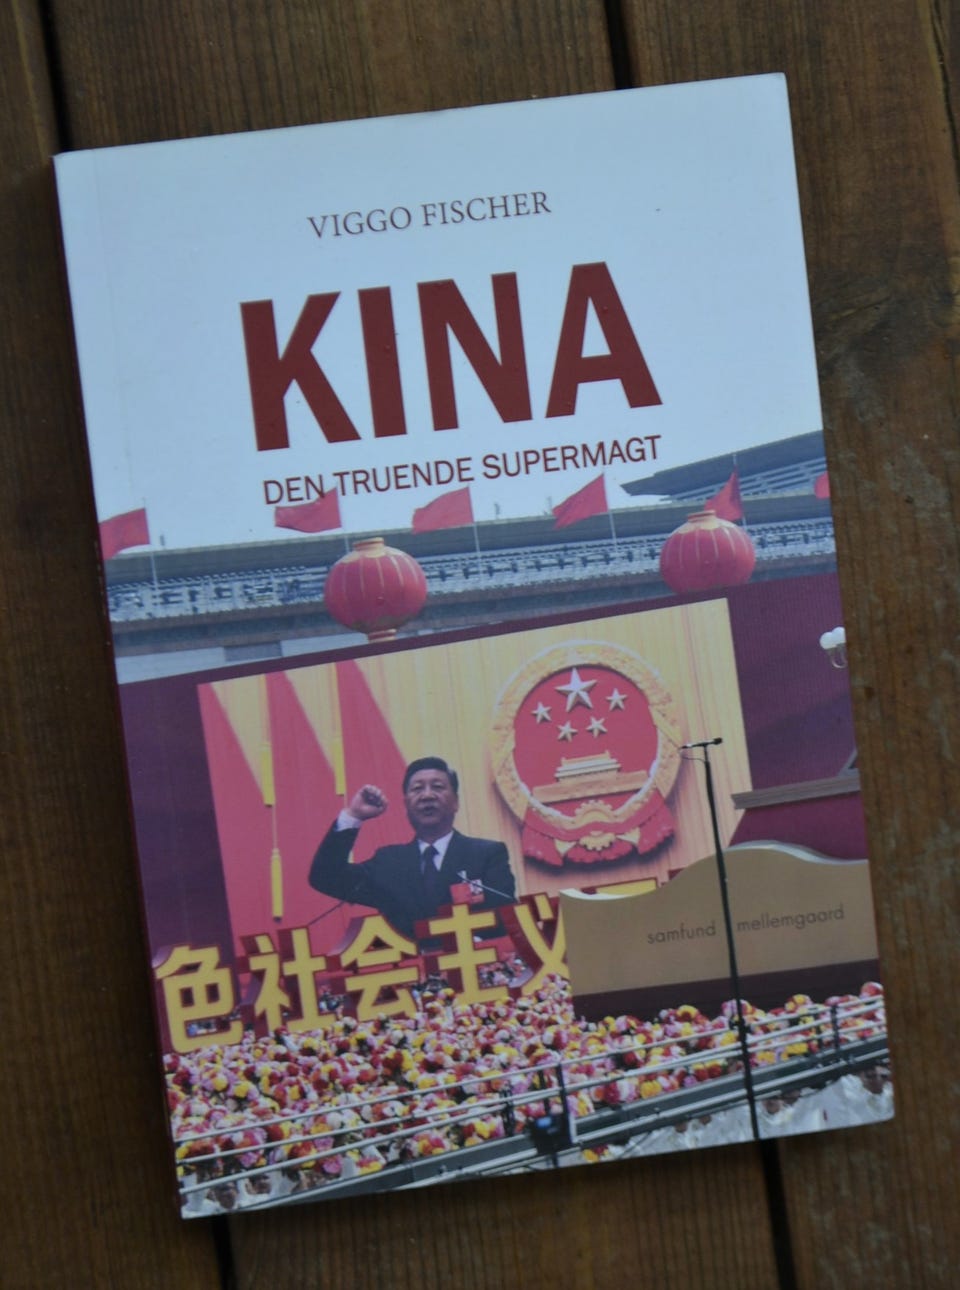 VIGGO FISCHER
KINA
DEN TRUENDE SUPERMAGT
色社会主义
samfund mellemgaard